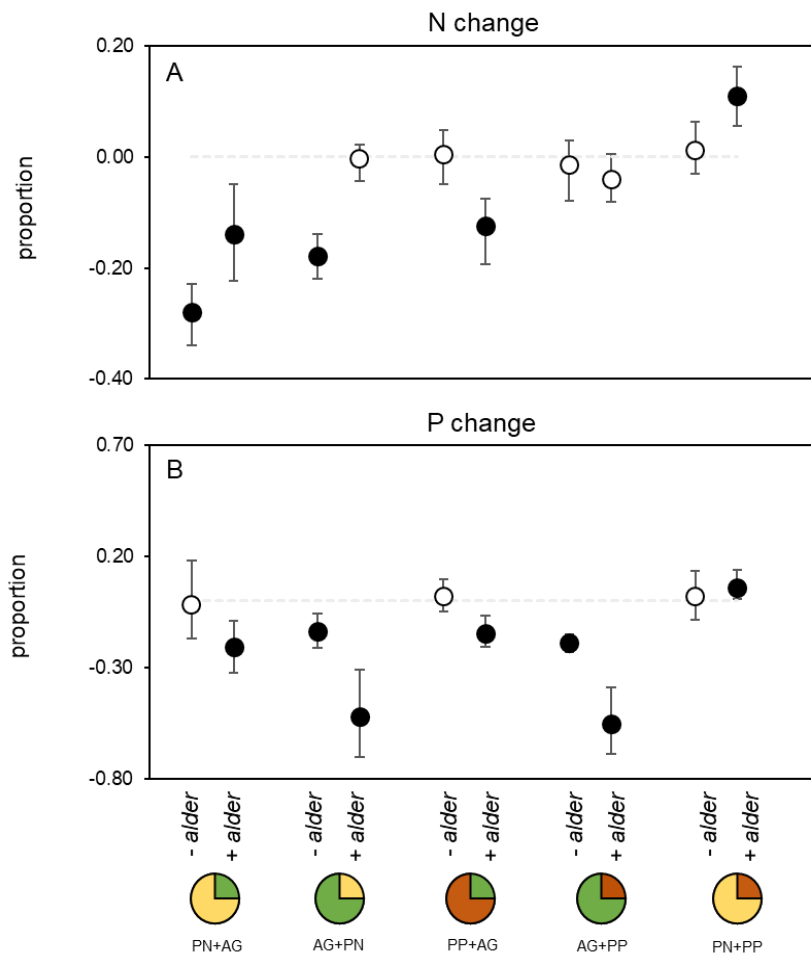 N change
A
0.20
0.00
-0.20
-0.40
proportion
P change
B
0.70
0.20
-0.30
-0.80
proportion
- alder + alder - alder + alder - alder + alder - alder + alder - alder + alder
PN+AG AG+PN PP+AG AG+PP PN+PP